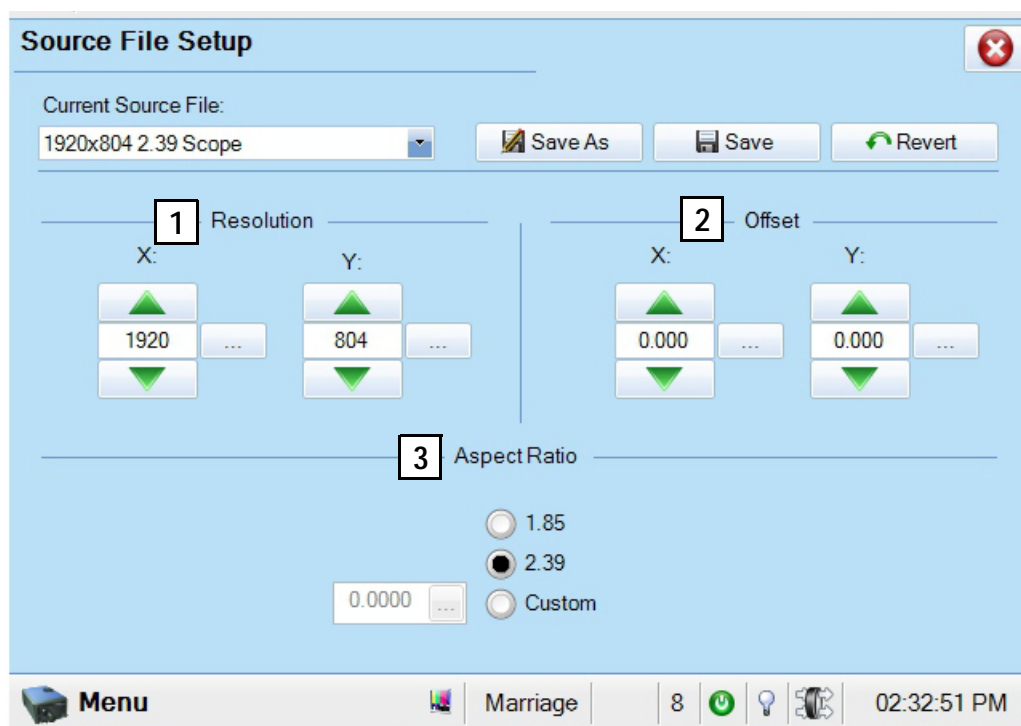 Source File Setup
Current Source File:
1920x804 2.39 Scope
Save As
Save
Revert
1 Resolution
2 Offset
X:
Y:
X:
Y:
1920 ...
804 ...
0.000 ...
0.000 ...
3 Aspect Ratio
1.85
2.39
0.0000 ... Custom
Menu
Marriage
8
02:32:51 PM